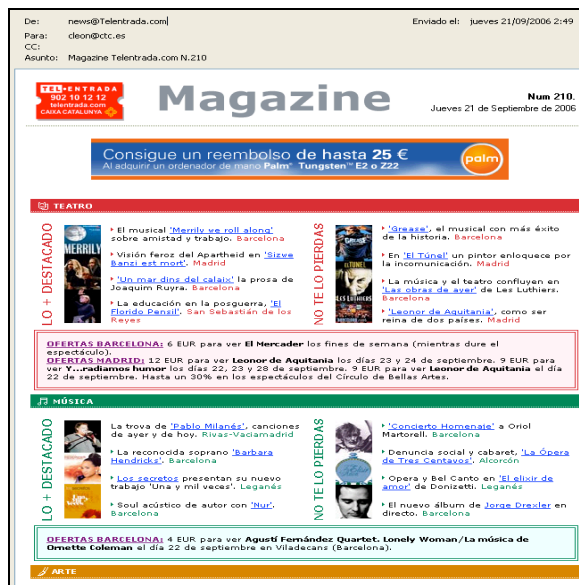 De: news@Telentrada.com
Enviado el: jueves 21/09/2006 2:49
Para: cleon@ctc.es
CC:
Asunto: Magazine Telentrada.com N.210
TEL+ENTRADA
902 10 12 12
telentrada.com
CAIXA CATALUNYA
Magazine
Num 210.
Jueves 21 de Septiembre de 2006
Consigue un reembolso de hasta 25 €
Al adquirir un ordenador de mano Palm® Tungsten™ E2 o Z22
palm
TEATRO
LO + DESTACADO
MERRILY
El musical 'Merrily we roll along'
sobre amistad y trabajo. Barcelona
Visión feroz del Apartheid en 'Sizwe
Banzi est mort'. Madrid
'Un mar dins del calaix' la prosa de
Joaquim Ruyra. Barcelona
La educación en la posguerra, 'El
Florido Pensil'. San Sebastián de los
Reyes
NO TE LO PIERDAS
GREASE
EL TUNEL
LES LUTHIERS
'Grease', el musical con más éxito
de la historia. Barcelona
En 'El Túnel' un pintor enloquece por
la incomunicación. Madrid
La música y el teatro confluyen en
'Las obras de ayer' de Les Luthiers.
Barcelona
'Leonor de Aquitania', como ser
reina de dos países. Madrid
OFERTAS BARCELONA: 6 EUR para ver El Mercader los fines de semana (mientras dure el
espectáculo).
OFERTAS MADRID: 12 EUR para ver Leonor de Aquitania los días 23 y 24 de septiembre. 9 EUR para
ver Y...radiamos humor los días 22, 23 y 28 de septiembre. 9 EUR para ver Leonor de Aquitania el día
22 de septiembre. Hasta un 30% en los espectáculos del Círculo de Bellas Artes.
MÚSICA
LO + DESTACADO
La trova de 'Pablo Milanés', canciones
de ayer y de hoy. Rivas-Vaciamadrid
La reconocida soprano 'Barbara
Hendricks'. Barcelona
Los secretos presentan su nuevo
trabajo 'Una y mil veces'. Leganés
Soul acústico de autor con 'Nur'.
Barcelona
NO TE LO PIERDAS
'Concierto Homenaje' a Oriol
Martorell. Barcelona
Denuncia social y cabaret, 'La Ópera
de Tres Centavos'. Alcorcón
Opera y Bel Canto en 'El elixir de
amor' de Donizetti. Leganés
El nuevo álbum de Jorge Drexler en
directo. Barcelona
OFERTAS BARCELONA: 4 EUR para ver Agustí Fernández Quartet. Lonely Woman/La música de
Ornette Coleman el día 22 de septiembre en Viladecans (Barcelona).
ARTE